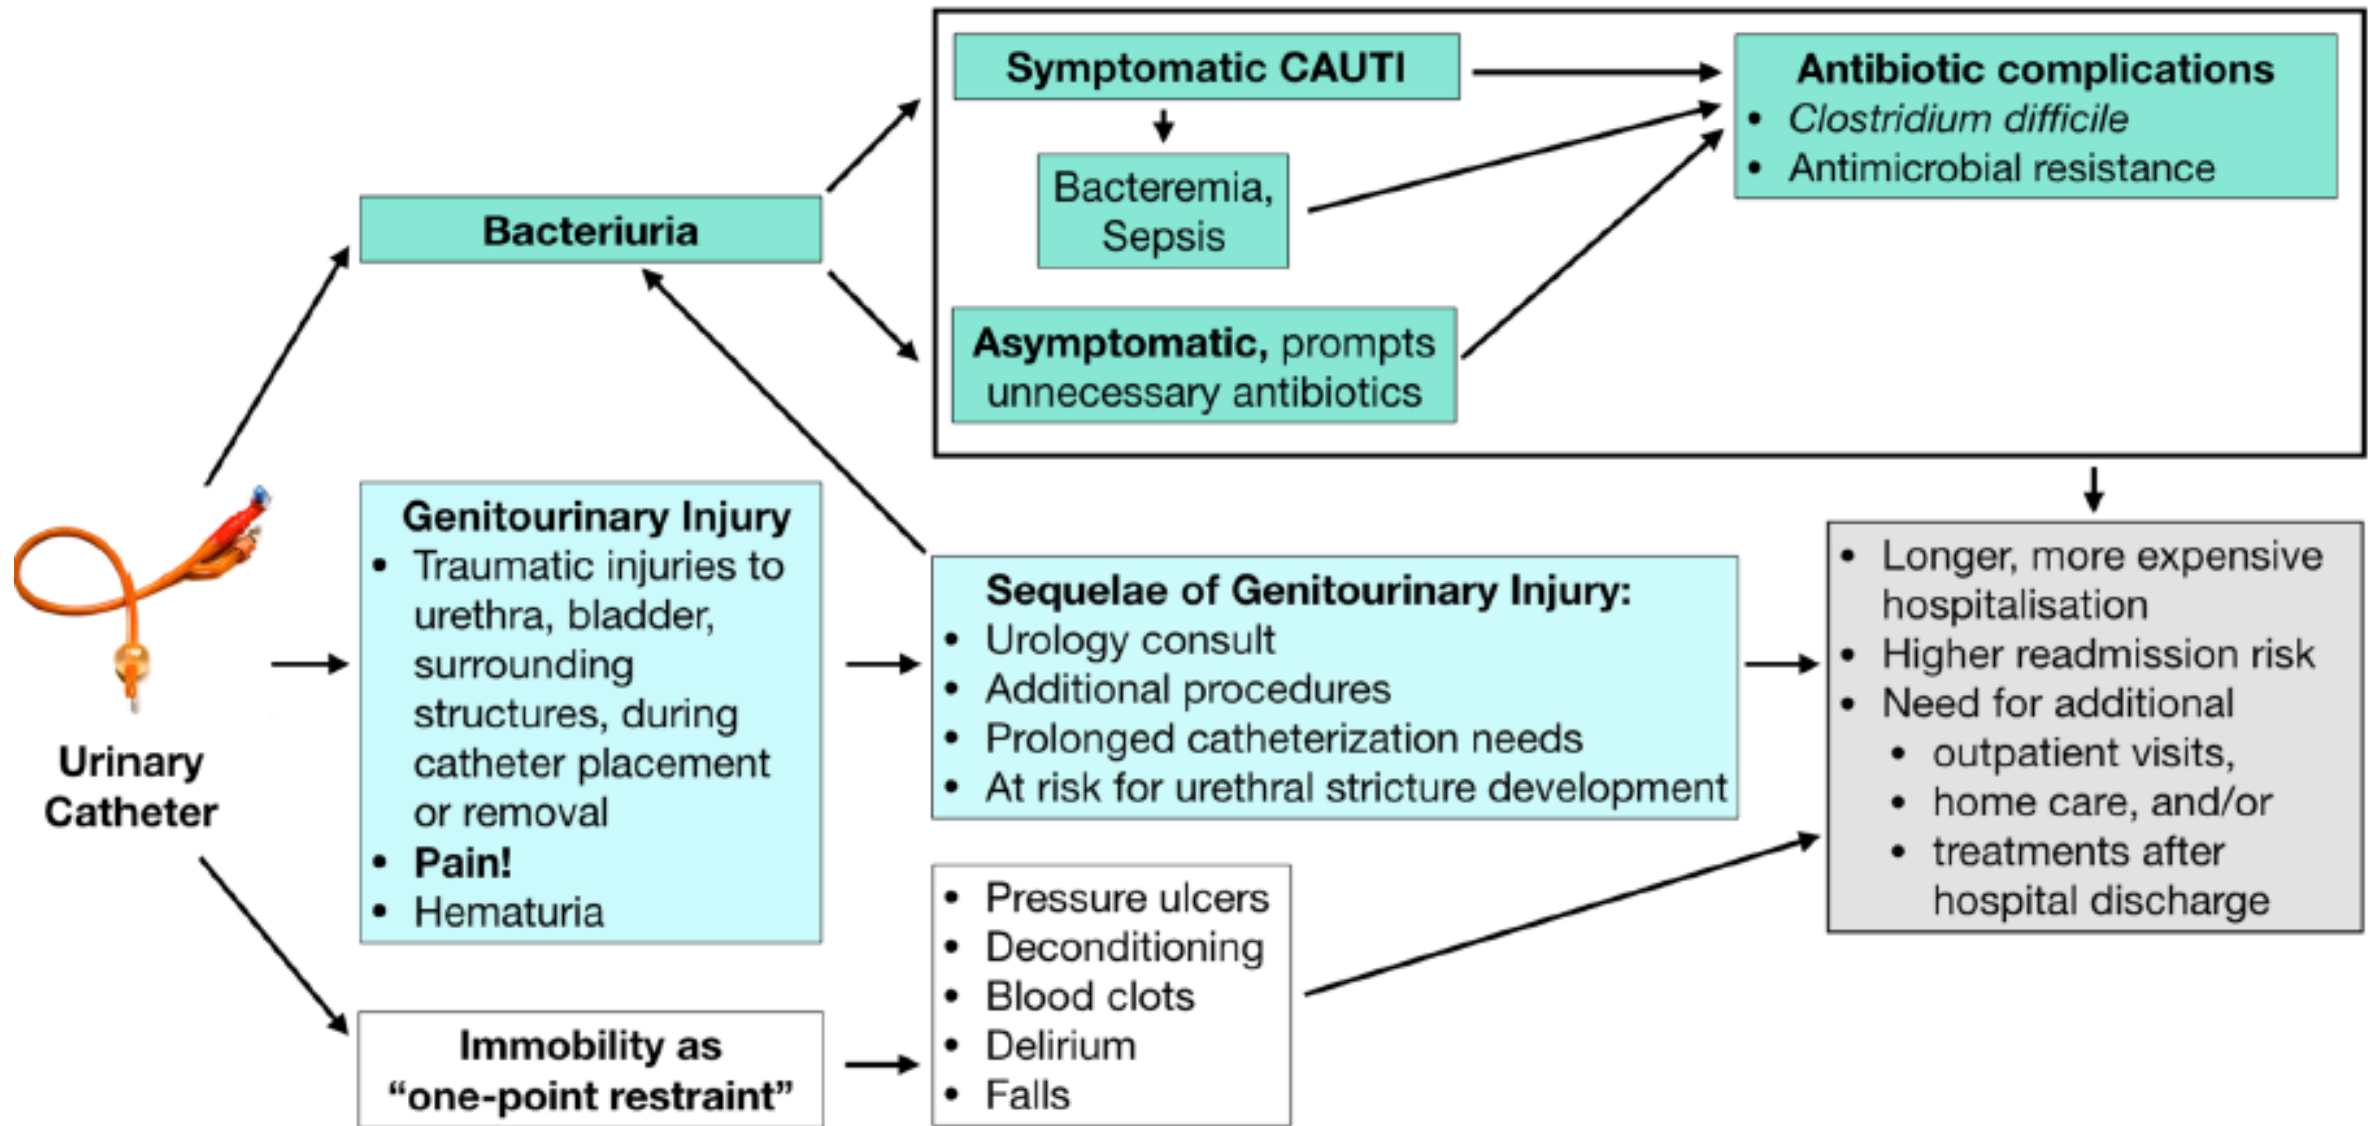 Symptomatic CAUTI
Antibiotic complications
• Clostridium difficile
• Antimicrobial resistance
Bacteremia,
Sepsis
Bacteriuria
Asymptomatic, prompts
unnecessary antibiotics
Genitourinary Injury
• Traumatic injuries to
urethra, bladder,
surrounding
structures, during
catheter placement
or removal
• Pain!
• Hematuria
Urinary
Catheter
Sequelae of Genitourinary Injury:
• Urology consult
• Additional procedures
• Prolonged catheterization needs
• At risk for urethral stricture development
• Longer, more expensive
hospitalisation
• Higher readmission risk
• Need for additional
• outpatient visits,
• home care, and/or
• treatments after
hospital discharge
Immobility as
“one-point restraint”
• Pressure ulcers
• Deconditioning
• Blood clots
• Delirium
• Falls